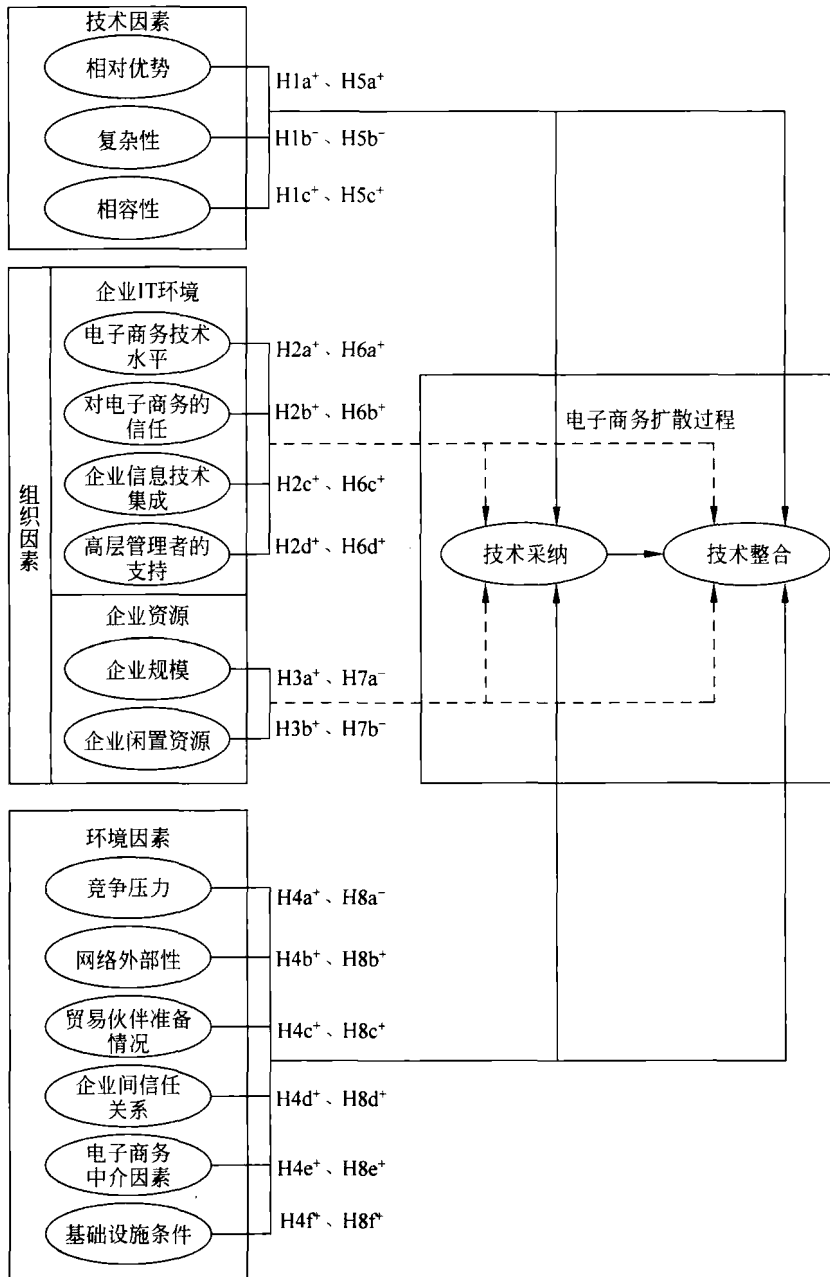 技术因素
相对优势
H1a⁺、H5a⁺
复杂性
H1b⁻、H5b⁻
相容性
H1c⁺、H5c⁺
组织因素
企业IT环境
电子商务技术
水平
H2a⁺、H6a⁺
对电子商务的
信任
H2b⁺、H6b⁺
企业信息技术
集成
H2c⁺、H6c⁺
高层管理者的
支持
H2d⁺、H6d⁺
企业资源
企业规模
H3a⁺、H7a⁻
企业闲置资源
H3b⁺、H7b⁻
电子商务扩散过程
技术采纳
技术整合
环境因素
竞争压力
H4a⁺、H8a⁻
网络外部性
H4b⁺、H8b⁺
贸易伙伴准备
情况
H4c⁺、H8c⁺
企业间信任
关系
H4d⁺、H8d⁺
电子商务
中介因素
H4e⁺、H8e⁺
基础设施条件
H4f⁺、H8f⁺